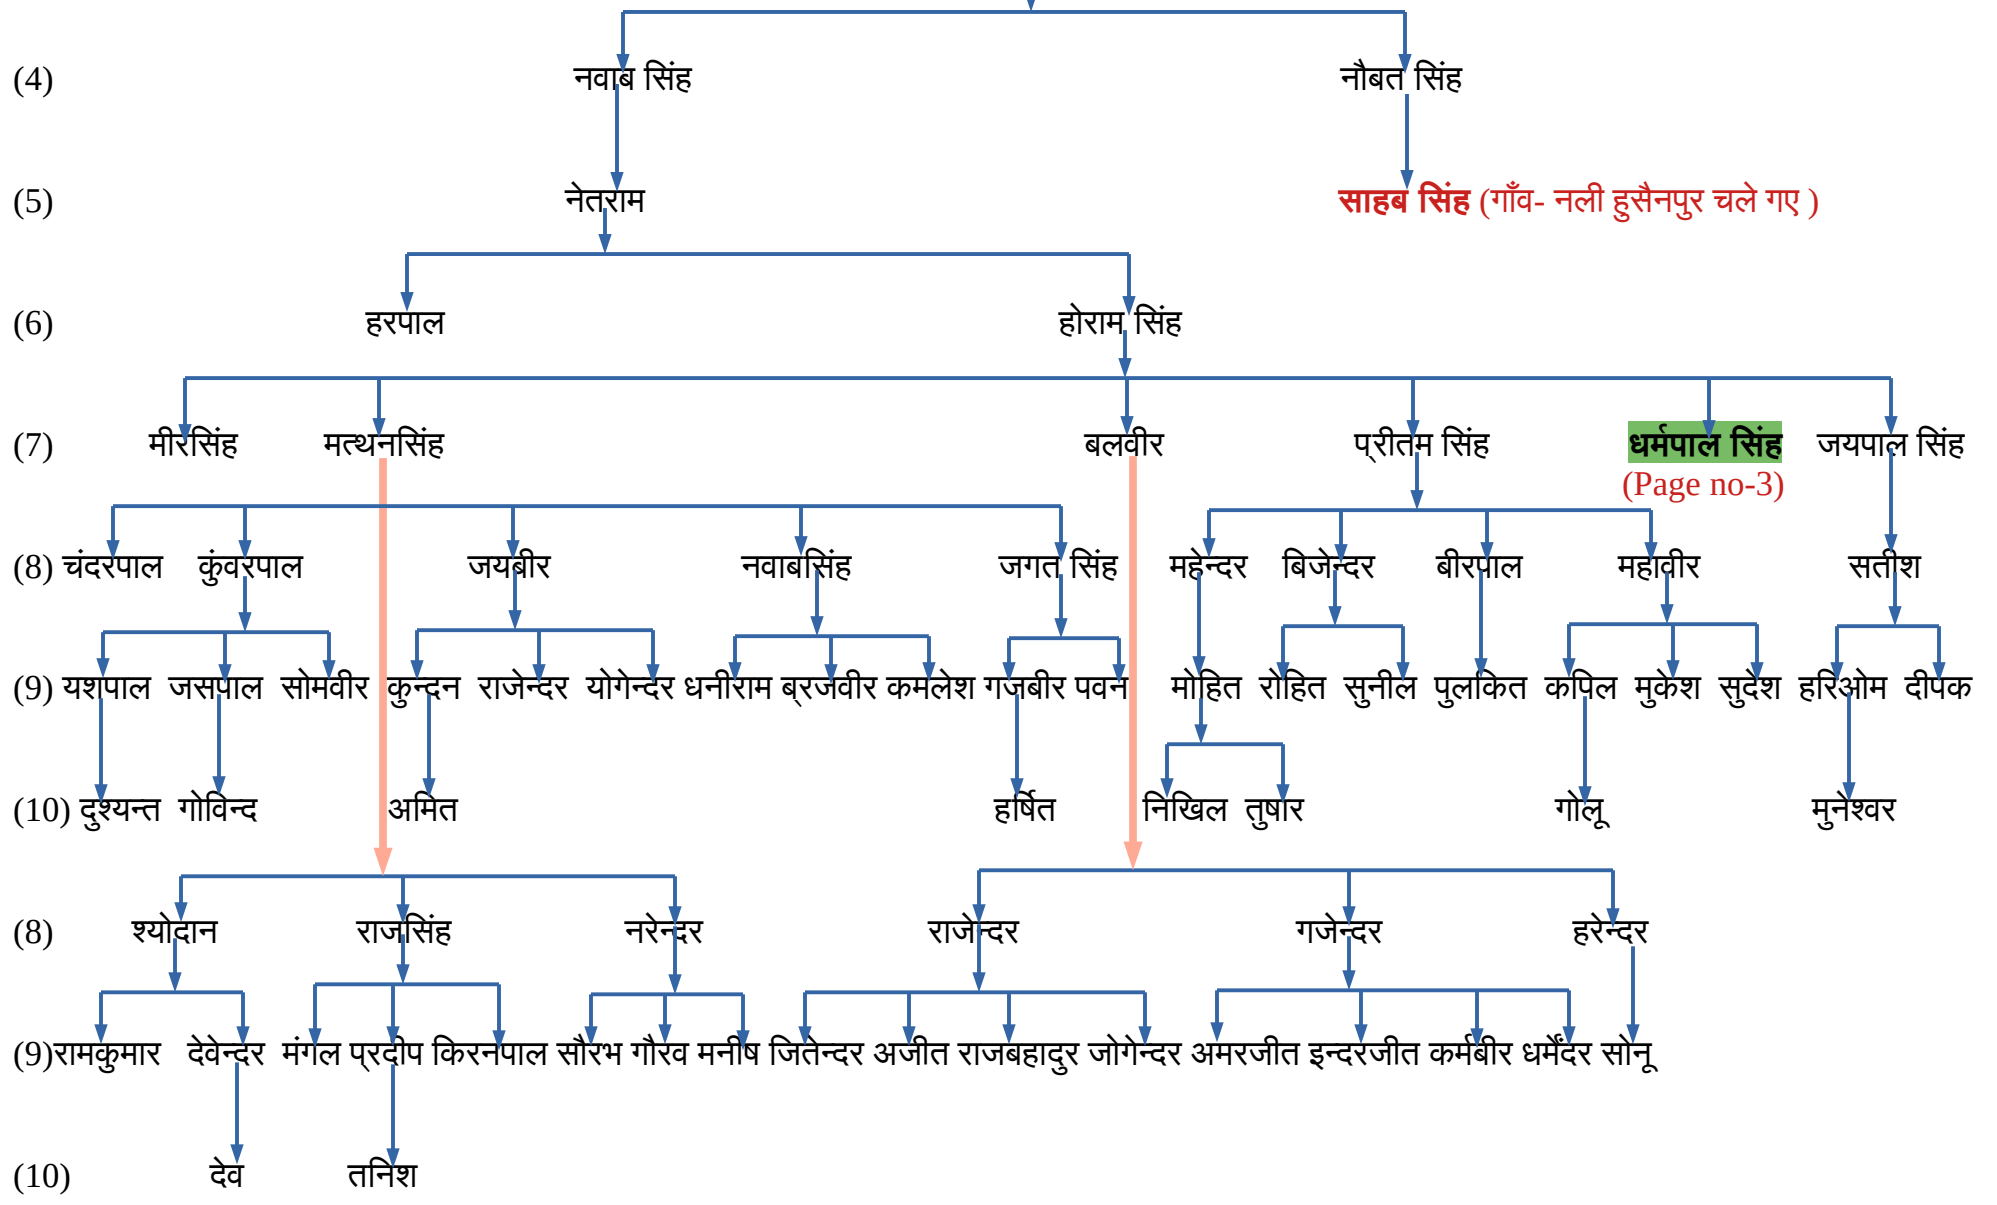 (4) नवाब सिंह नौबत सिंह
(5) नेतराम साहब सिंह (गाँव- नली हुसैनपुर चले गए )
(6) हरपाल होराम सिंह
(7) मीरसिंह मत्थनसिंह बलवीर प्रीतम सिंह धर्मपाल सिंह जयपाल सिंह
(Page no-3)
(8) चंदरपाल कुंवरपाल जयबीर नवाबसिंह जगत सिंह महेन्दर बिजेन्दर बीरपाल महावीर सतीश
(9) यशपाल जसपाल सोमवीर कुन्दन राजेन्दर योगेन्दर धनीराम ब्रजवीर कमलेश गजबीर पवन मोहित रोहित सुनील पुलकित कपिल मुकेश सुदेश हरिओम दीपक
(10) दुश्यन्त गोविन्द अमित हर्षित निखिल तुषार गोलू मुनेश्वर
(8) श्योदान राजसिंह नरेन्दर राजेन्दर गजेन्दर हरेन्दर
(9)रामकुमार देवेन्दर मंगल प्रदीप किरनपाल सौरभ गौरव मनीष जितेन्दर अजीत राजबहादुर जोगेन्दर अमरजीत इन्दरजीत कर्मबीर धर्मेंदर सोनू
(10) देव तनिश